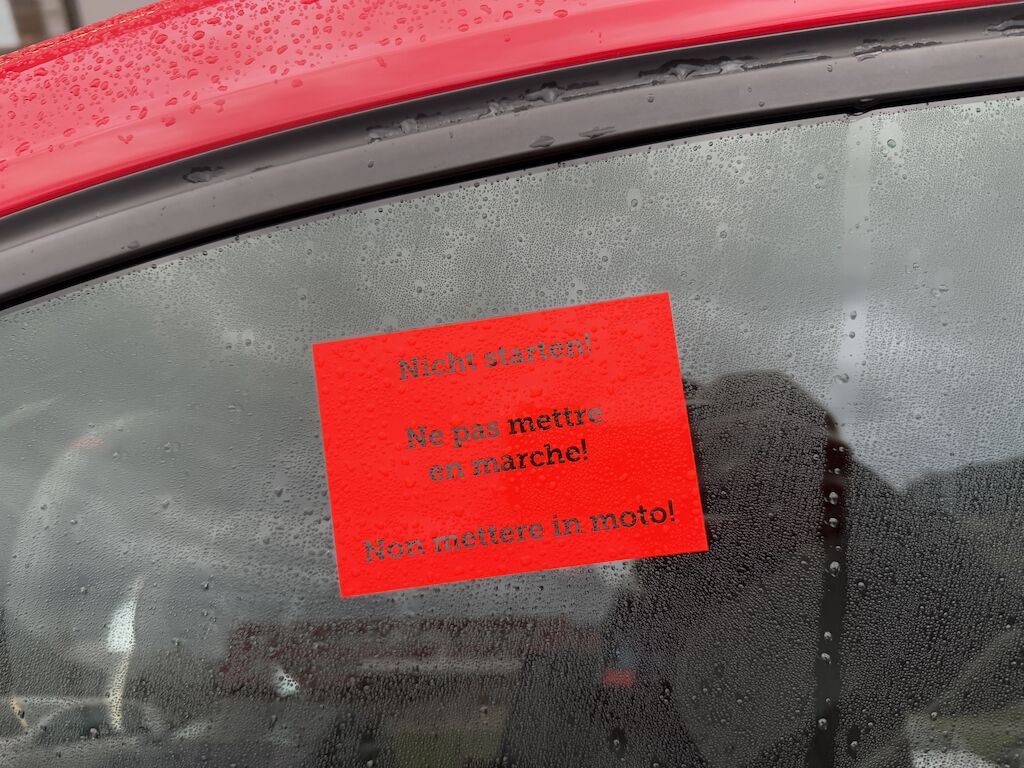 Nicht starten!
Ne pas mettre
en marche!
Non mettere in moto!